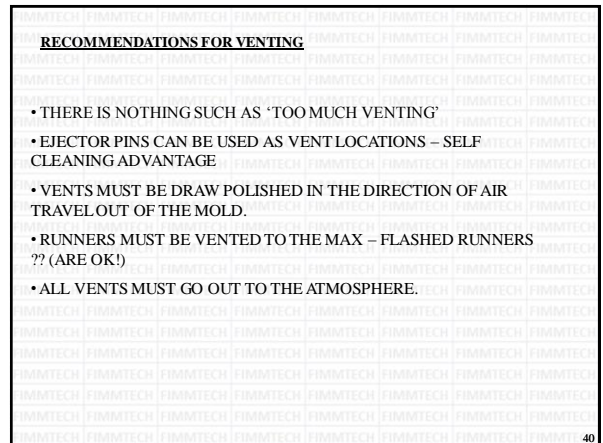 RECOMMENDATIONS FOR VENTING
• THERE IS NOTHING SUCH AS ‘TOO MUCH VENTING’
• EJECTOR PINS CAN BE USED AS VENT LOCATIONS – SELF
CLEANING ADVANTAGE
• VENTS MUST BE DRAW POLISHED IN THE DIRECTION OF AIR
TRAVEL OUT OF THE MOLD.
• RUNNERS MUST BE VENTED TO THE MAX – FLASHED RUNNERS
?? (ARE OK!)
• ALL VENTS MUST GO OUT TO THE ATMOSPHERE.
40